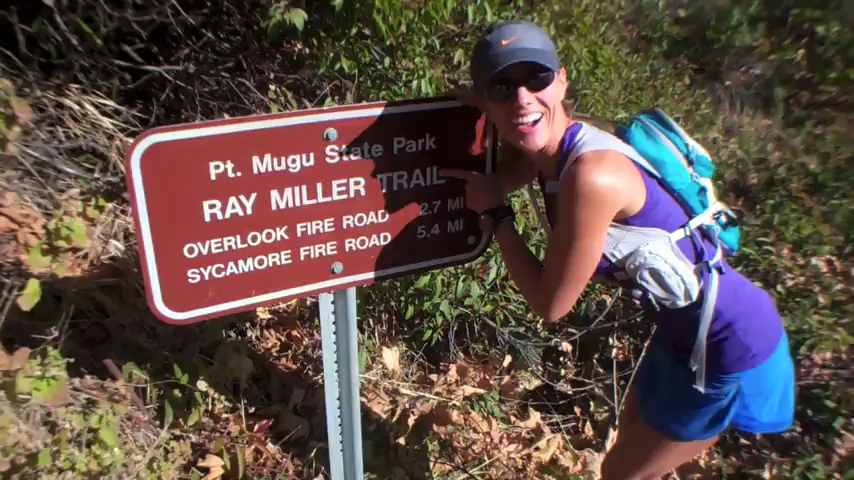 Pt. Mugu State Park
RAY MILLER TRAIL
OVERLOOK FIRE ROAD 2.7 MI
SYCAMORE FIRE ROAD 5.4 MI